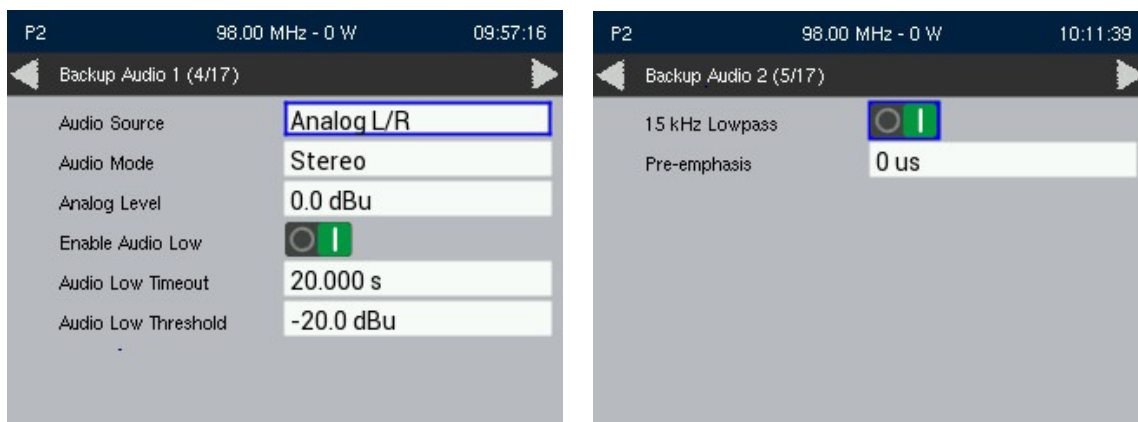 P2 98.00 MHz - 0 W 09:57:16
Backup Audio 1 (4/17)
Audio Source Analog L/R
Audio Mode Stereo
Analog Level 0.0 dBu
Enable Audio Low
Audio Low Timeout 20.000 s
Audio Low Threshold -20.0 dBu
P2 98.00 MHz - 0 W 10:11:39
Backup Audio 2 (5/17)
15 kHz Lowpass
Pre-emphasis 0 us